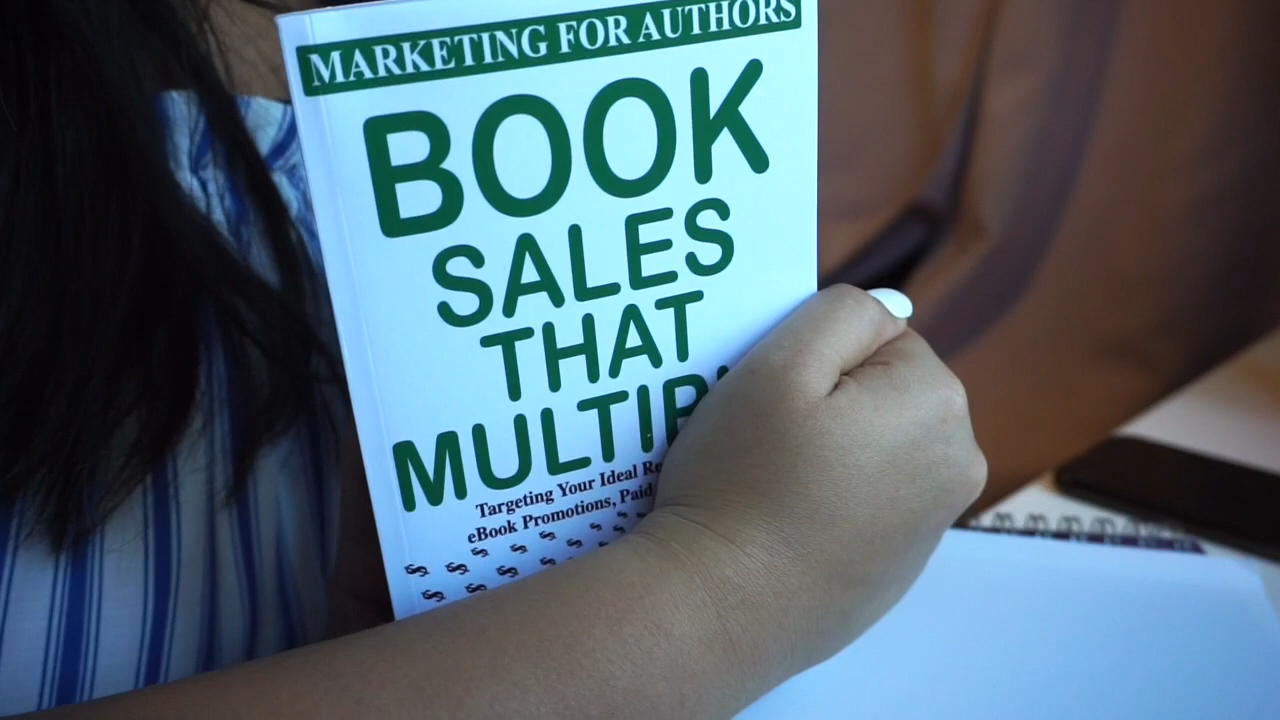 MARKETING FOR AUTHORS
BOOK
SALES
THAT
MULTIP
Targeting Your Ideal Re
eBook Promotions, Paid